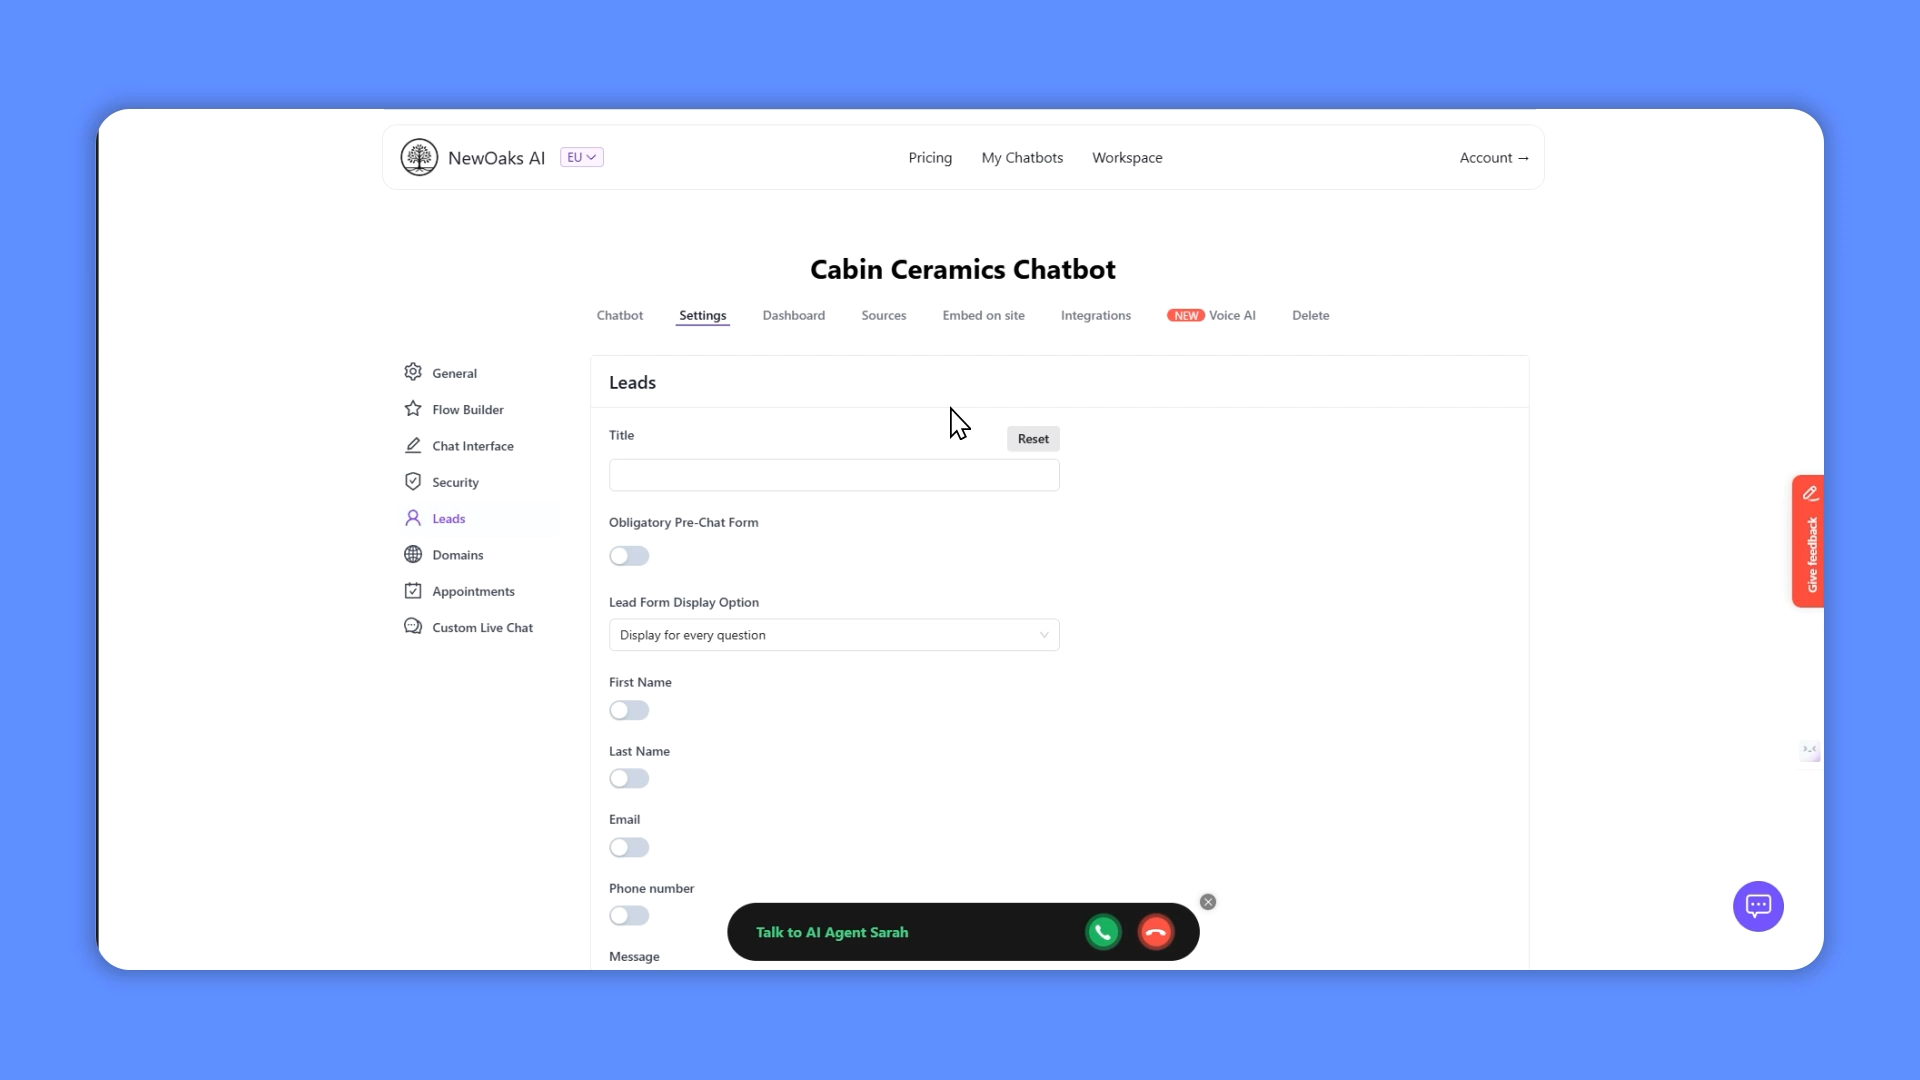 NewOaks AI EU Pricing My Chatbots Workspace Account →
Cabin Ceramics Chatbot
Chatbot Settings Dashboard Sources Embed on site Integrations NEW Voice AI Delete
General
Flow Builder
Chat Interface
Security
Leads
Domains
Appointments
Custom Live Chat
Leads
Title
Reset
Obligatory Pre-Chat Form
Lead Form Display Option
Display for every question
First Name
Last Name
Email
Phone number
Message
Talk to AI Agent Sarah
Give feedback